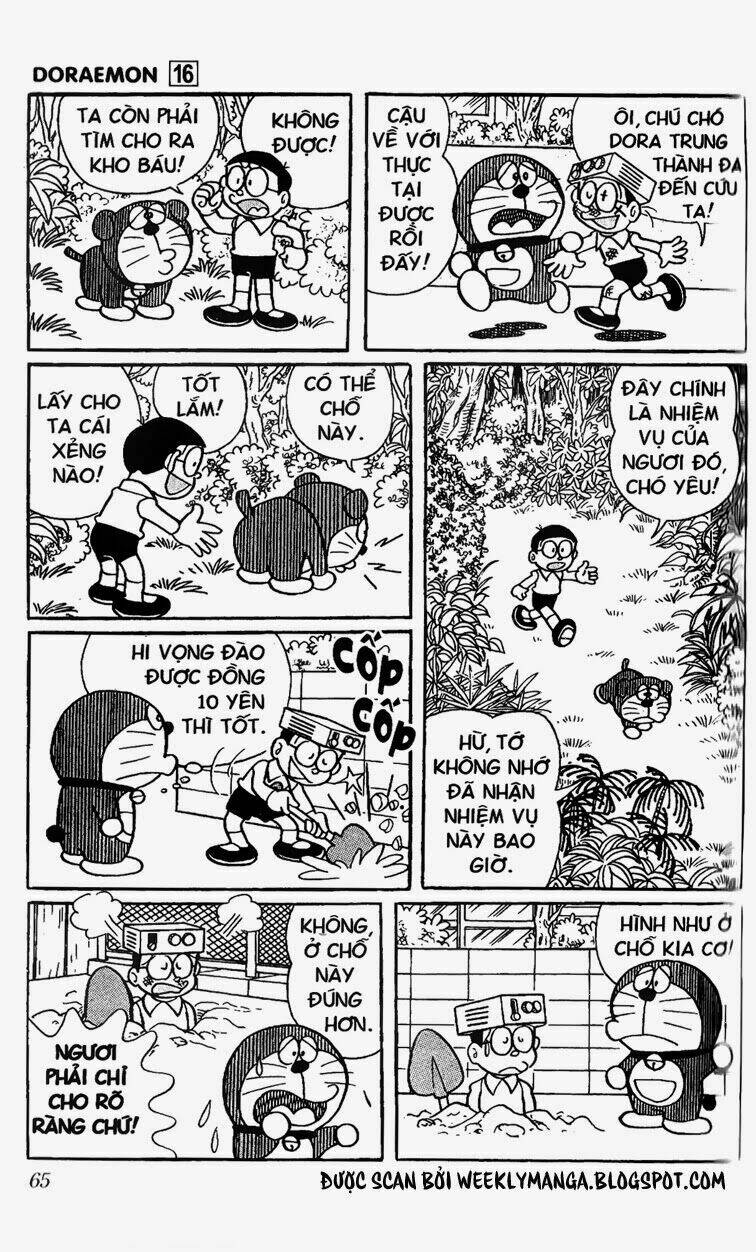 DORAEMON 16
ÔI, CHÚ CHÓ
DORA TRUNG
THÀNH ĐÃ
ĐẾN CỨU
TA!
CẬU
VỀ VỚI
THỰC
TẠI
ĐƯỢC
RỒI
ĐẤY!
KHÔNG
ĐƯỢC!
TA CÒN PHẢI
TÌM CHO RA
KHO BÁU!
ĐÂY CHÍNH
LÀ NHIỆM
VỤ CỦA
NGƯƠI ĐÓ,
CHÓ YÊU!
HỪ, TỚ
KHÔNG NHỚ
ĐÃ NHẬN
NHIỆM VỤ
NÀY BAO
GIỜ.
CÓ THỂ
CHỖ
NÀY.
TỐT
LẮM!
LẤY CHO
TA CÁI
XẺNG
NÀO!
CỐP
CỐP
HI VỌNG ĐÀO
ĐƯỢC ĐỒNG
10 YÊN
THÌ TỐT.
HÌNH NHƯ Ở
CHỖ KIA CƠ!
KHÔNG,
Ở CHỖ
NÀY
ĐÚNG
HƠN.
NGƯƠI
PHẢI CHỈ
CHO RÕ
RÀNG CHỨ!
65
ĐƯỢC SCAN BỞI WEEKLYMANGA.BLOGSPOT.COM